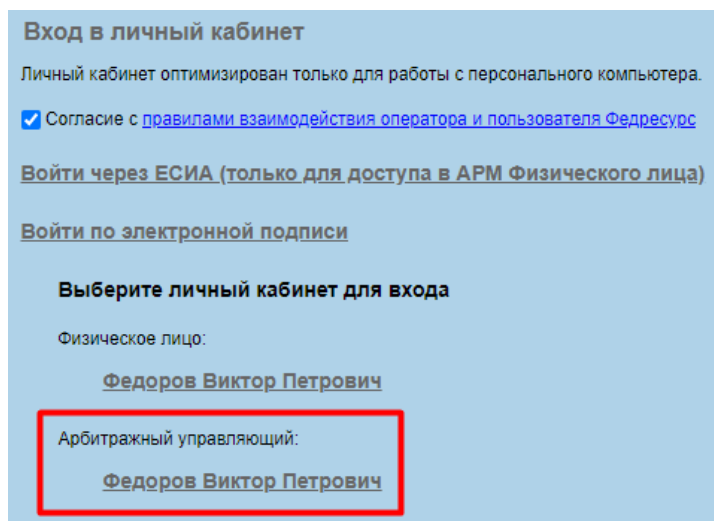 Вход в личный кабинет
Личный кабинет оптимизирован только для работы с персонального компьютера.
Согласие с правилами взаимодействия оператора и пользователя Федресурс
Войти через ЕСИА (только для доступа в АРМ Физического лица)
Войти по электронной подписи
Выберите личный кабинет для входа
Физическое лицо:
Федоров Виктор Петрович
Арбитражный управляющий:
Федоров Виктор Петрович